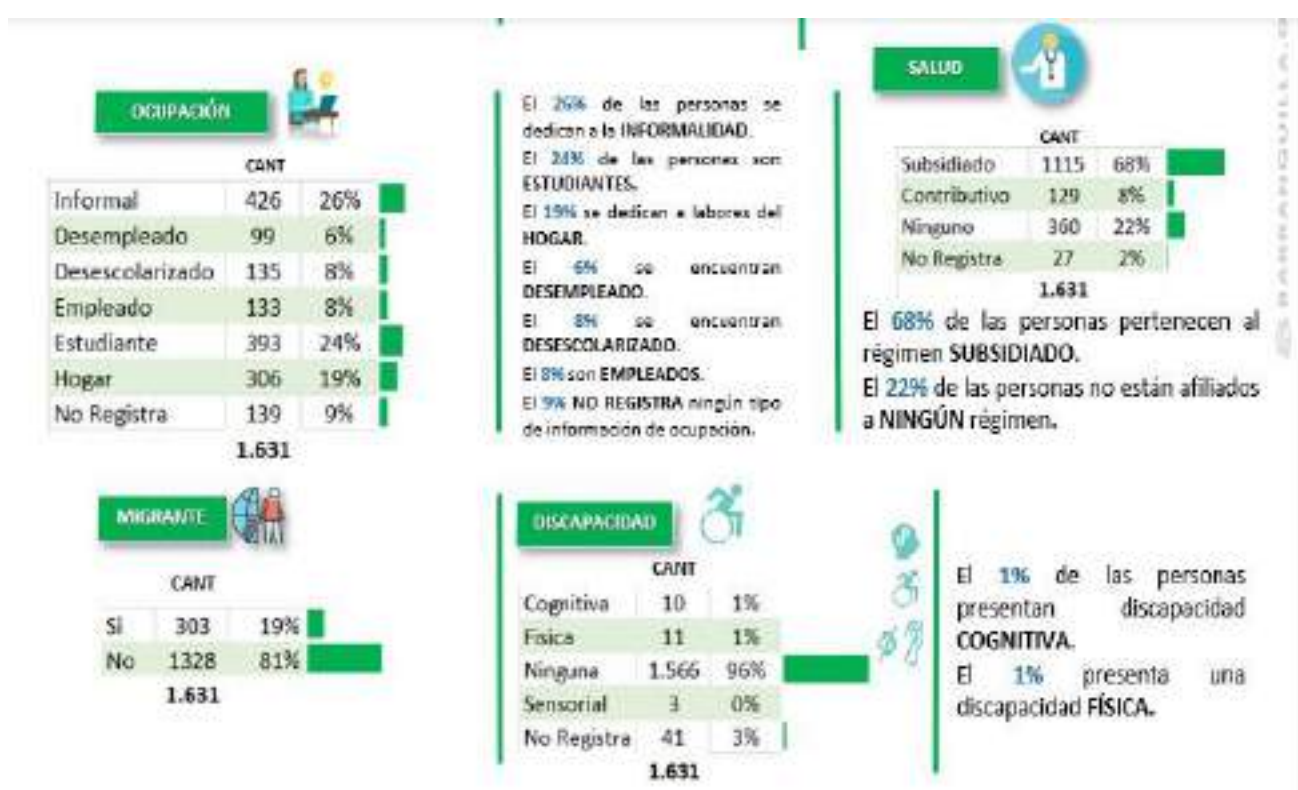 OCUPACIÓN
CANT
Informal 426 26%
Desempleado 99 6%
Desescolarizado 135 8%
Empleado 133 8%
Estudiante 393 24%
Hogar 306 19%
No Registra 139 9%
1.631
El 26% de las personas se
dedican a la INFORMALIDAD.
El 24% de las personas son
ESTUDIANTES.
El 19% se dedican a labores del
HOGAR.
El 6% se encuentran
DESEMPLEADO.
El 8% se encuentran
DESESCOLARIZADO.
El 8% son EMPLEADOS.
El 9% NO REGISTRA ningún tipo
de información de ocupación.
SALUD
CANT
Subsidiado 1115 68%
Contributivo 129 8%
Ninguno 360 22%
No Registra 27 2%
1.631
El 68% de las personas pertenecen al
régimen SUBSIDIADO.
El 22% de las personas no están afiliados
a NINGÚN régimen.
MIGRANTE
CANT
Si 303 19%
No 1328 81%
1.631
DISCAPACIDAD
CANT
Cognitiva 10 1%
Fisica 11 1%
Ninguna 1.566 96%
Sensorial 3 0%
No Registra 41 3%
1.631
El 1% de las personas
presentan discapacidad
COGNITIVA.
El 1% presenta una
discapacidad FÍSICA.